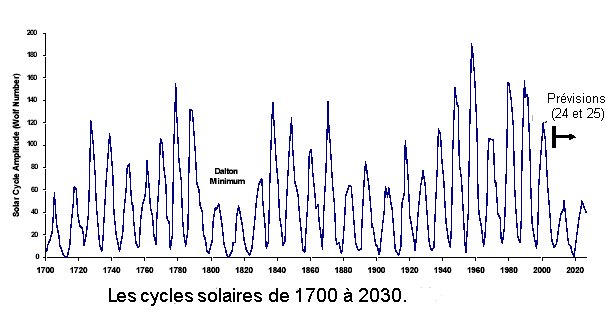 200
180
160
140
120
100
80
60
40
20
0
Solar Cycle Amplitude (Wolf Number)
Dalton
Minimum
Prévisions
(24 et 25)
1700 1720 1740 1760 1780 1800 1820 1840 1860 1880 1900 1920 1940 1960 1980 2000 2020
Les cycles solaires de 1700 à 2030.